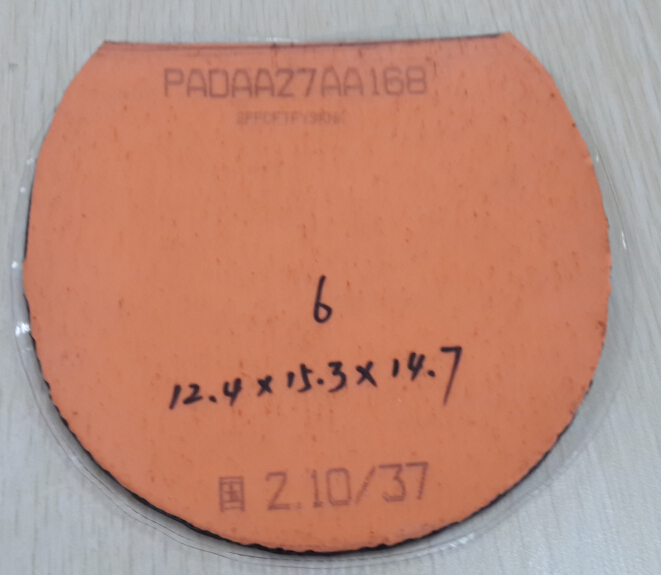 PADAA27AA168
6
12.4 x 15.3 x 14.7
国 2.10/37